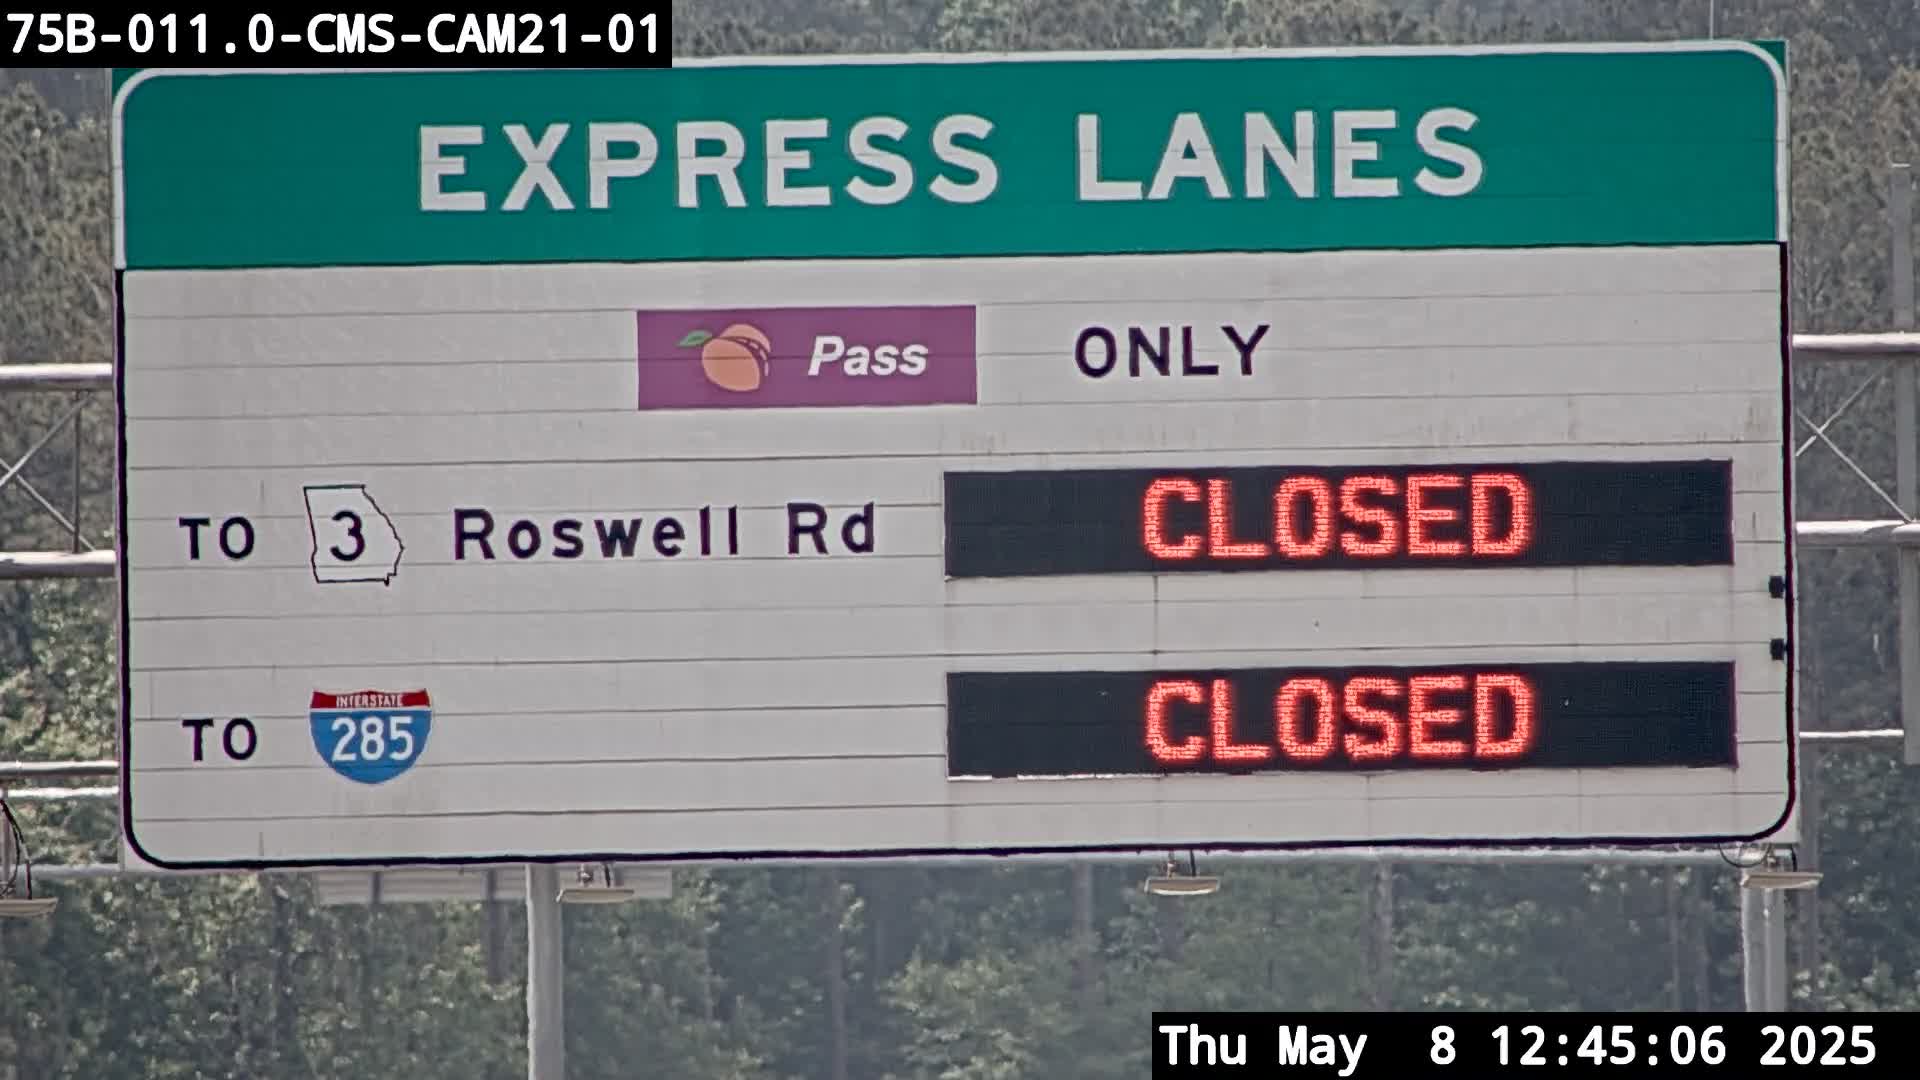 75B-011.0-CMS-CAM21-01
EXPRESS LANES
Pass ONLY
TO 3 Roswell Rd CLOSED
TO INTERSTATE 285 CLOSED
Thu May 8 12:45:06 2025